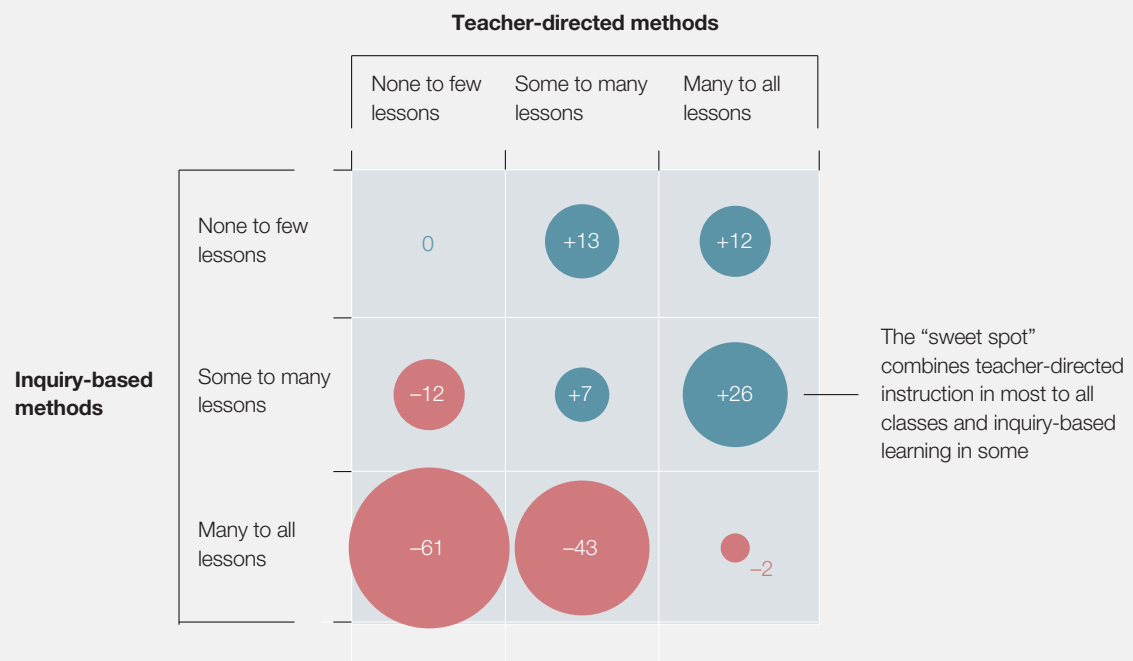 Teacher-directed methods
None to few
lessons
Some to many
lessons
Many to all
lessons
Inquiry-based
methods
None to few
lessons
0
+13
+12
Some to many
lessons
–12
+7
+26
The “sweet spot”
combines teacher-directed
instruction in most to all
classes and inquiry-based
learning in some
Many to all
lessons
–61
–43
–2